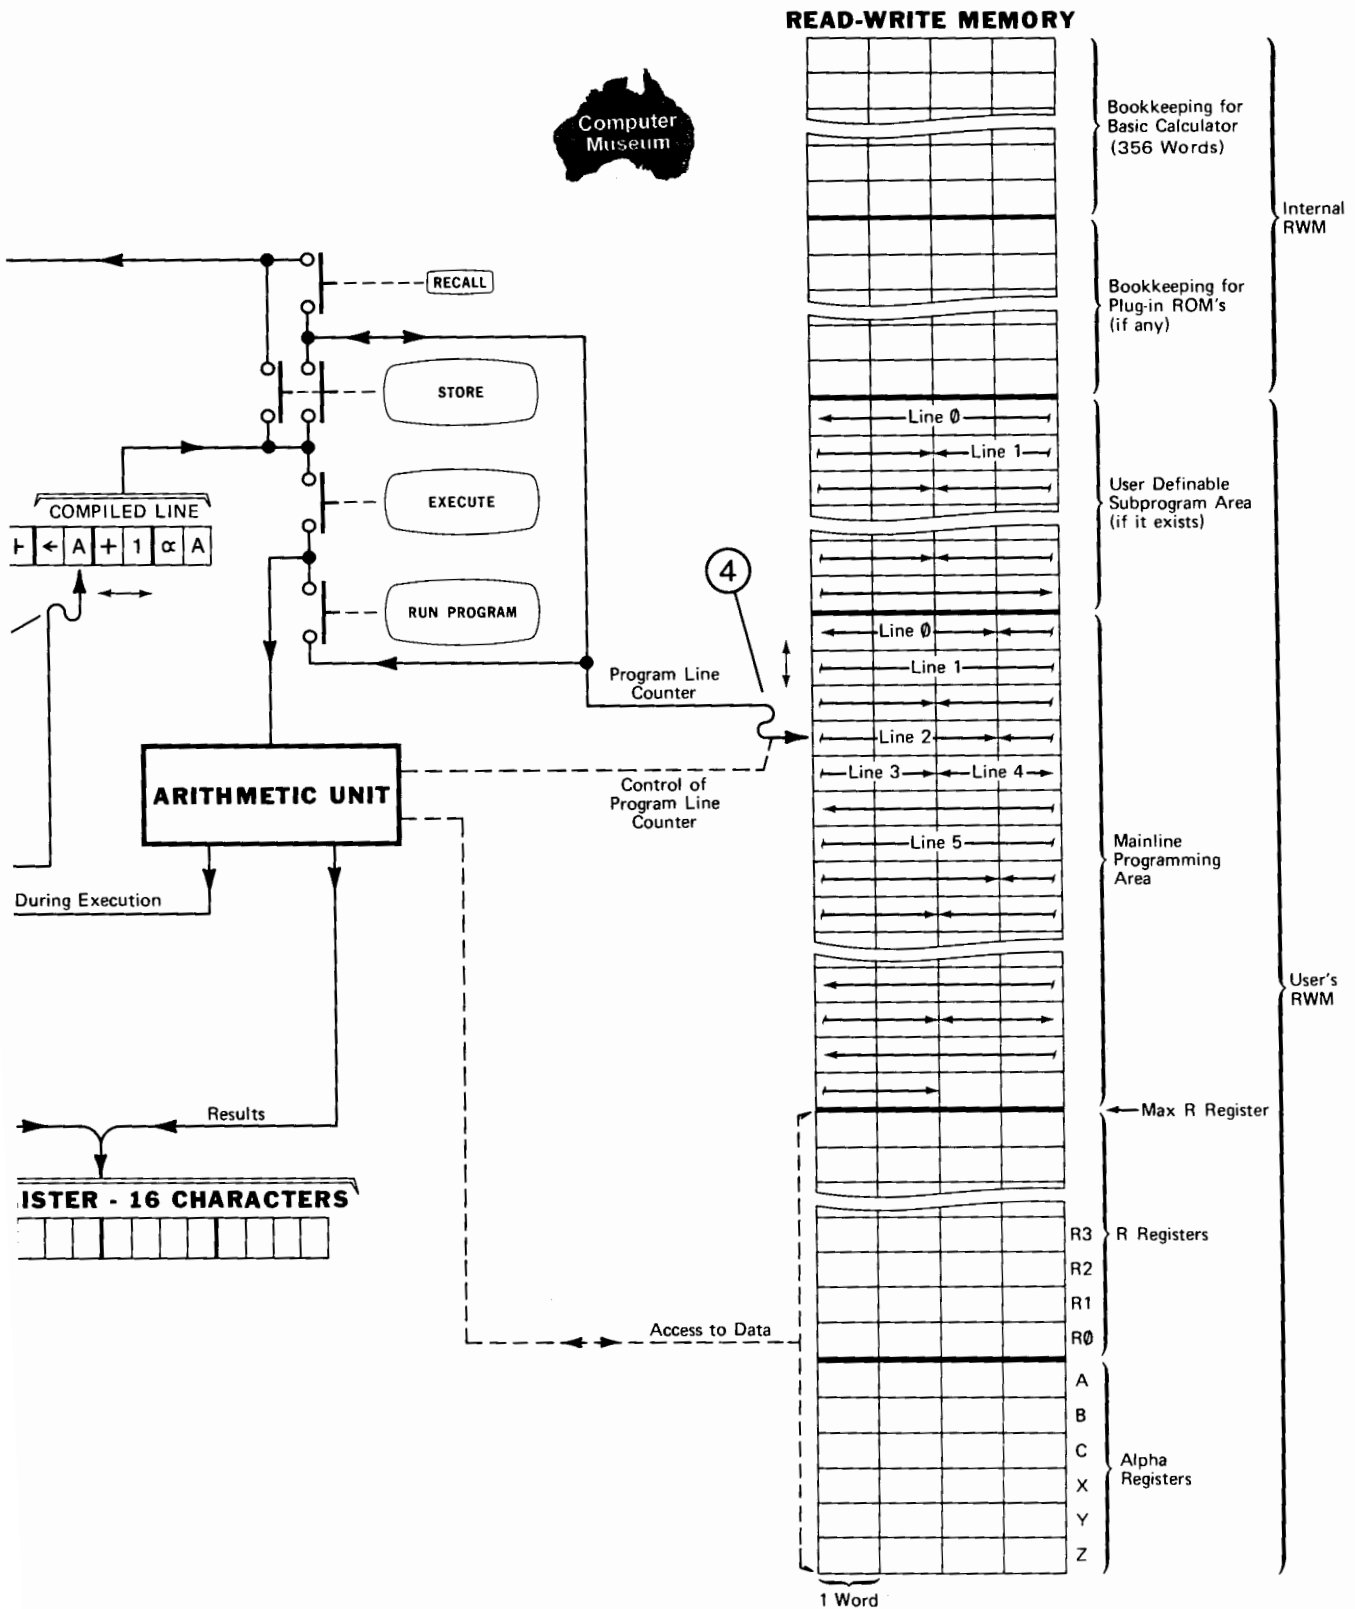 READ-WRITE MEMORY
Computer
Museum
Bookkeeping for
Basic Calculator
(356 Words)
Internal
RWM
RECALL
Bookkeeping for
Plug-in ROM's
(if any)
STORE
Line Ø
Line 1
User Definable
Subprogram Area
(if it exists)
EXECUTE
COMPILED LINE
← A + 1 ∝ A
4
RUN PROGRAM
Line Ø
Line 1
Program Line
Counter
Line 2
Line 3 Line 4
ARITHMETIC UNIT
Control of
Program Line
Counter
Line 5
Mainline
Programming
Area
During Execution
User's
RWM
Results
Max R Register
ISTER - 16 CHARACTERS
R3
R Registers
R2
R1
RØ
Access to Data
A
B
C
X
Y
Z
Alpha
Registers
1 Word